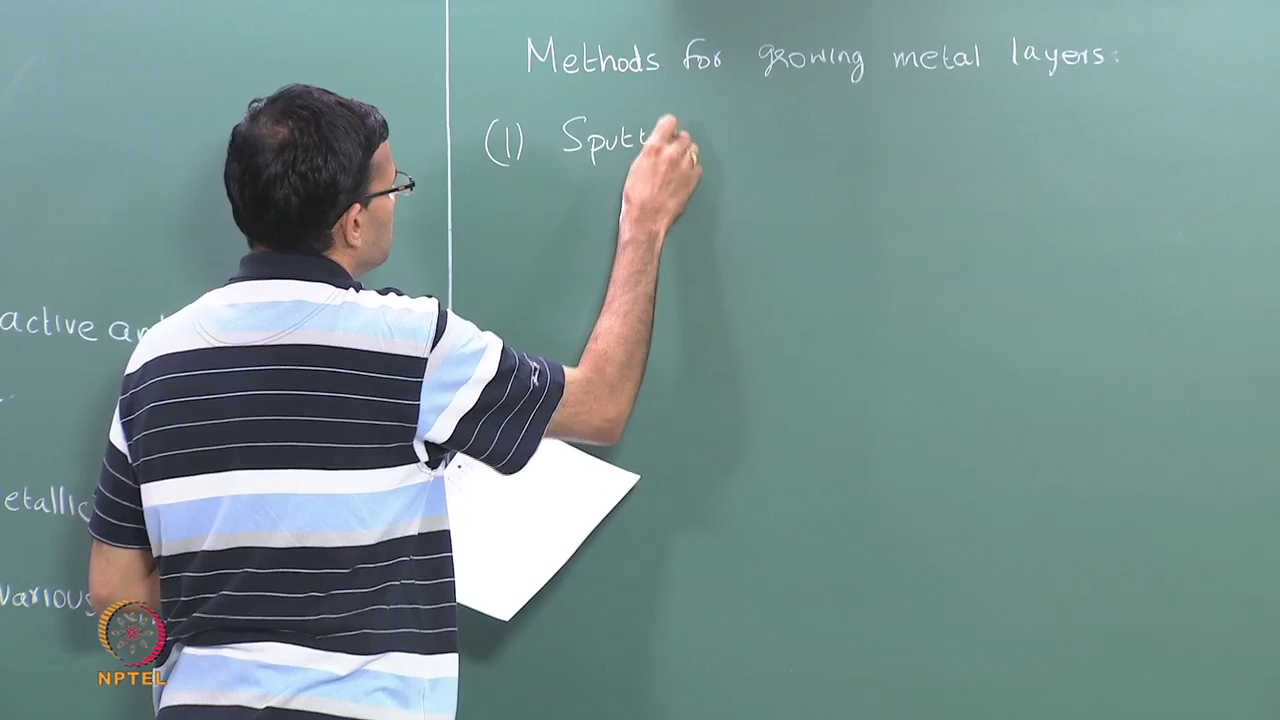 Methods for growing metal layers:
(1) Sputt
active
etallic
various
NPTEL